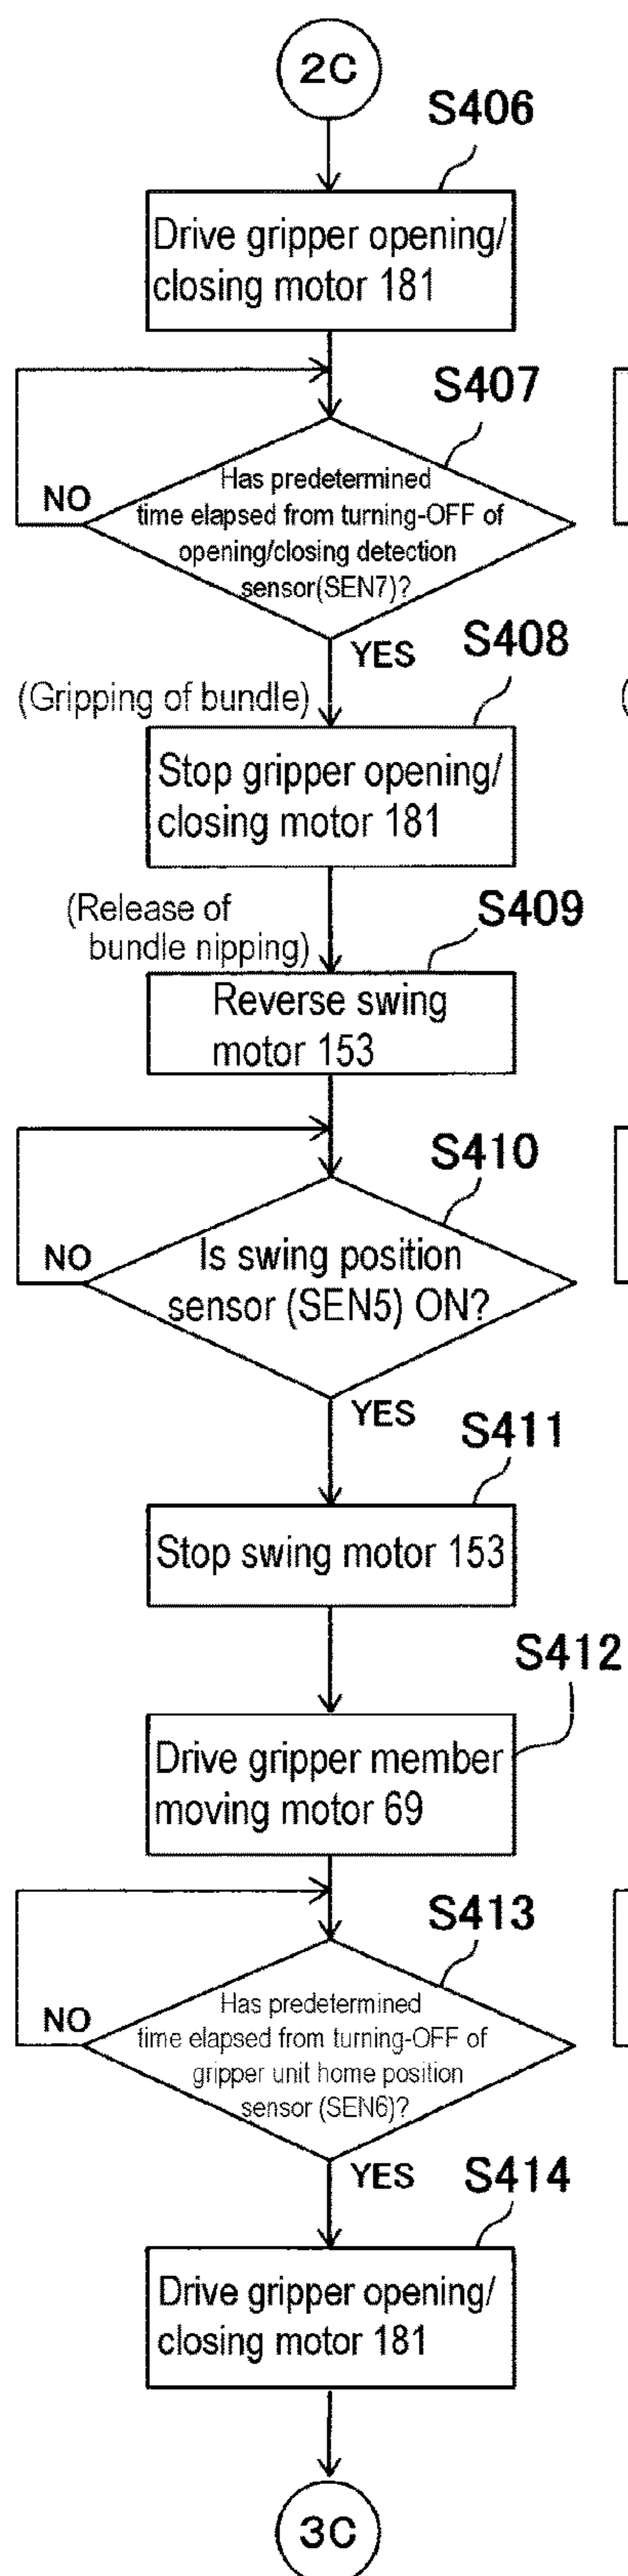 2C
S406
Drive gripper opening/
closing motor 181
S407
NO
Has predetermined
time elapsed from turning-OFF of
opening/closing detection
sensor(SEN7)?
YES
S408
(Gripping of bundle)
Stop gripper opening/
closing motor 181
(Release of
bundle nipping)
S409
Reverse swing
motor 153
S410
NO
Is swing position
sensor (SEN5) ON?
YES
S411
Stop swing motor 153
S412
Drive gripper member
moving motor 69
S413
NO
Has predetermined
time elapsed from turning-OFF of
gripper unit home position
sensor (SEN6)?
YES
S414
Drive gripper opening/
closing motor 181
3C